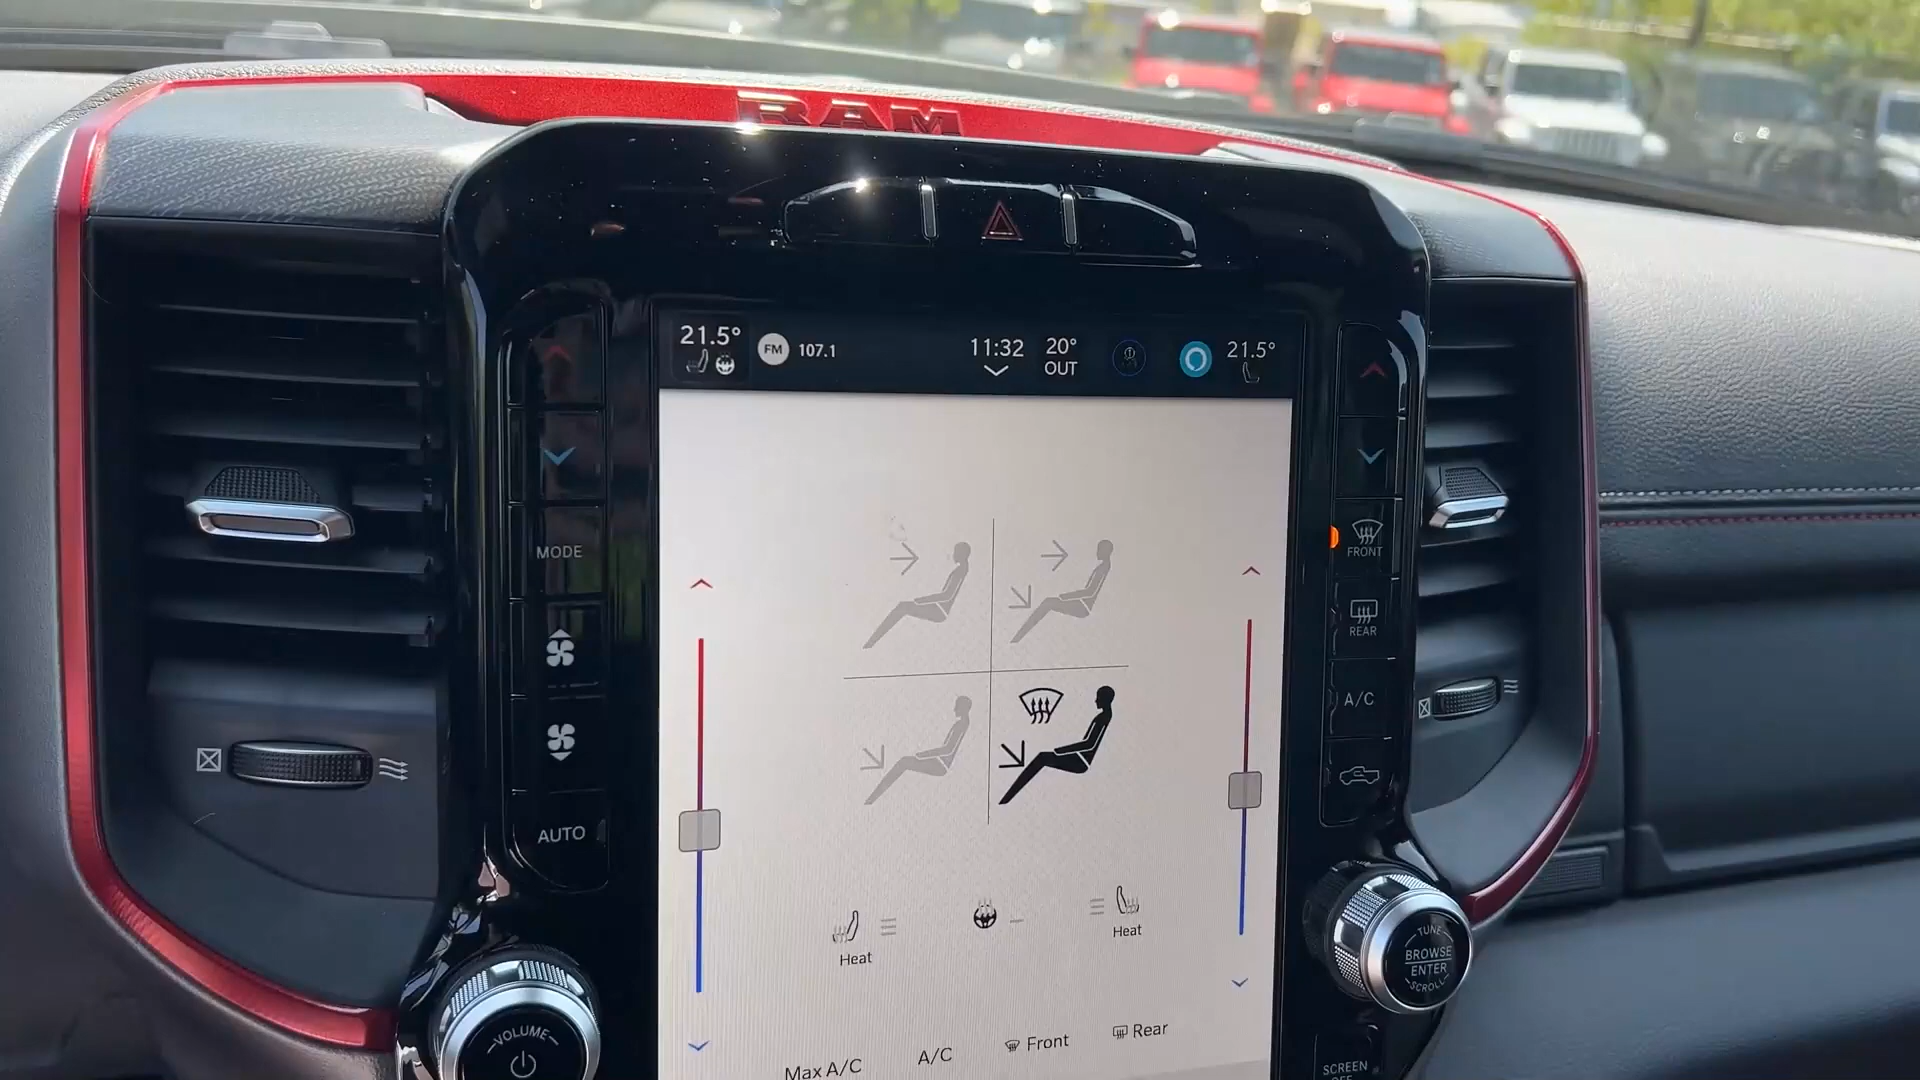 RAM
21.5°
FM
107.1
11:32
20°
OUT
21.5°
MODE
AUTO
FRONT
REAR
A/C
Heat
Heat
Max A/C
A/C
Front
Rear
VOLUME
TUNE
BROWSE
ENTER
SCROLL
SCREEN
OFF